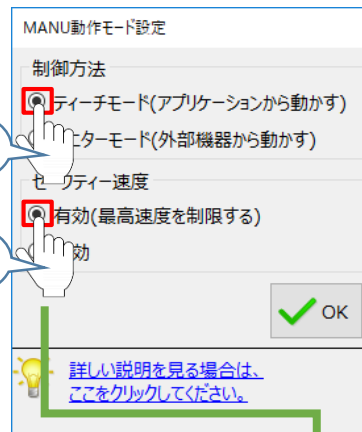 MANU動作モード設定
制御方法
ティーチモード(アプリケーションから動かす)
ターモード(外部機器から動かす)
セーフティー速度
有効(最高速度を制限する)
効
OK
詳しい説明を見る場合は、
ここをクリックしてください。